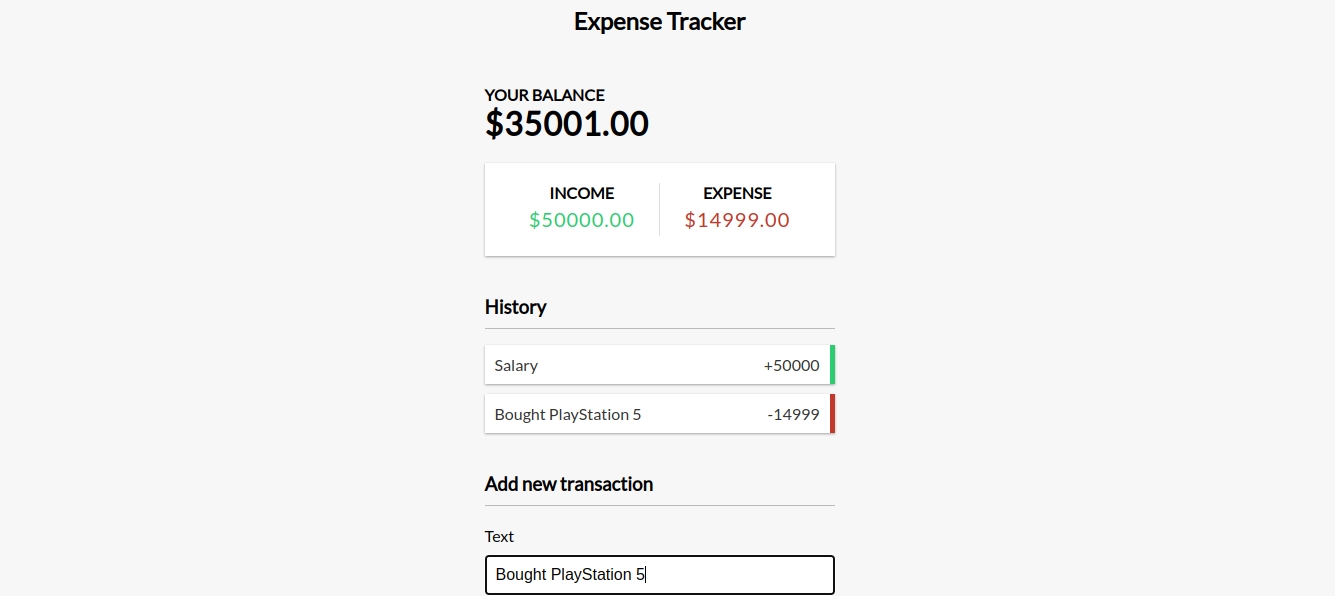 Expense Tracker
YOUR BALANCE
$35001.00
INCOME EXPENSE
$50000.00 $14999.00
History
Salary +50000
Bought PlayStation 5 -14999
Add new transaction
Text
Bought PlayStation 5